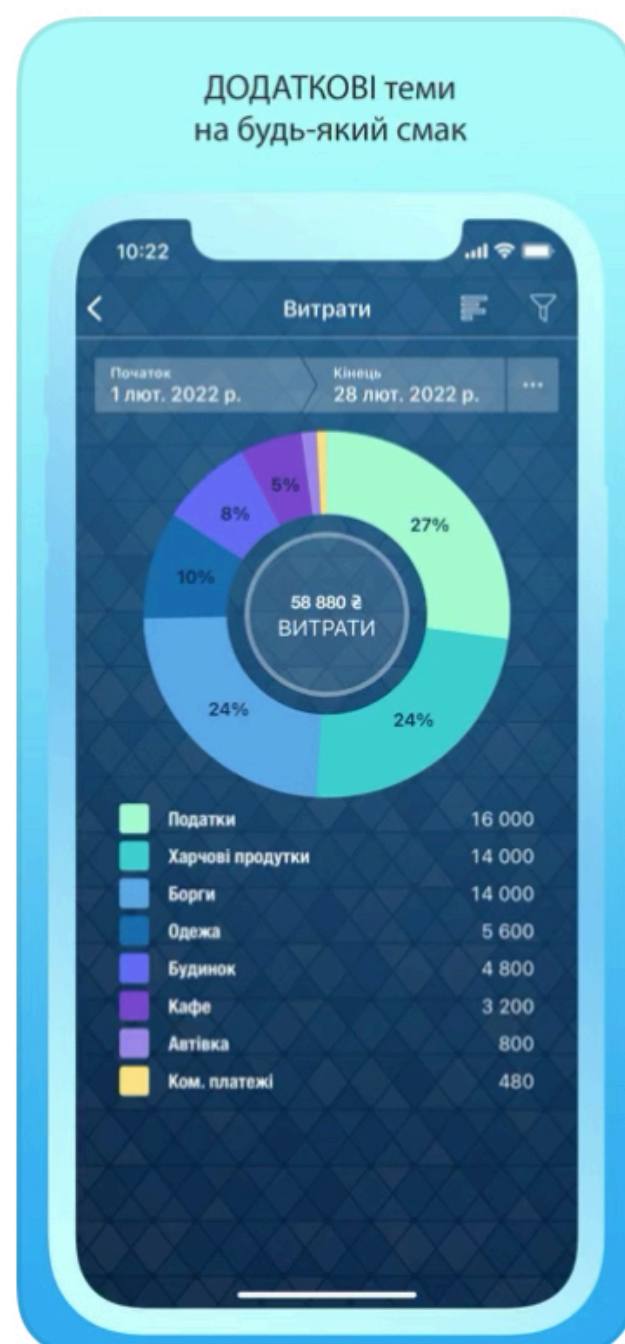 ДОДАТКОВІ теми
на будь-який смак
10:22
Витрати
Початок
1 лют. 2022 р.
Кінець
28 лют. 2022 р.
5%
8%
27%
10%
58 880 ₴
ВИТРАТИ
24%
24%
Податки 16 000
Харчові продутки 14 000
Борги 14 000
Одежа 5 600
Будинок 4 800
Кафе 3 200
Автівка 800
Ком. платежі 480